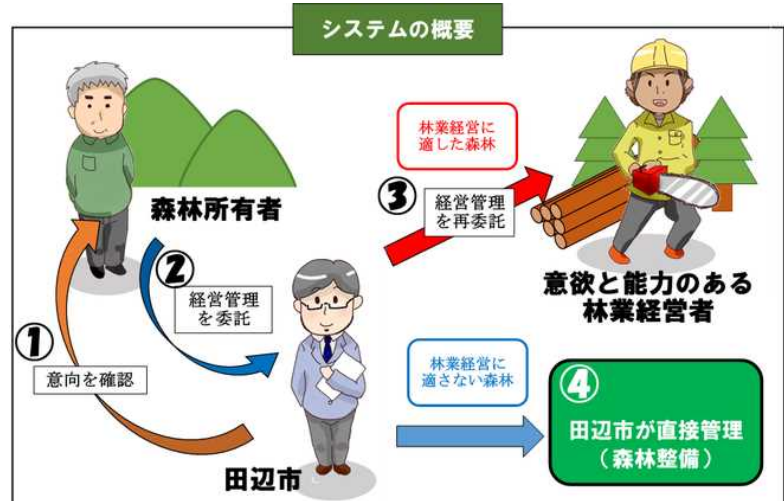 システムの概要
森林所有者
①
意向を確認
②
経営管理
を委託
田辺市
林業経営に
適した森林
③
経営管理
を再委託
意欲と能力のある
林業経営者
林業経営に
適さない森林
④
田辺市が直接管理
（森林整備）